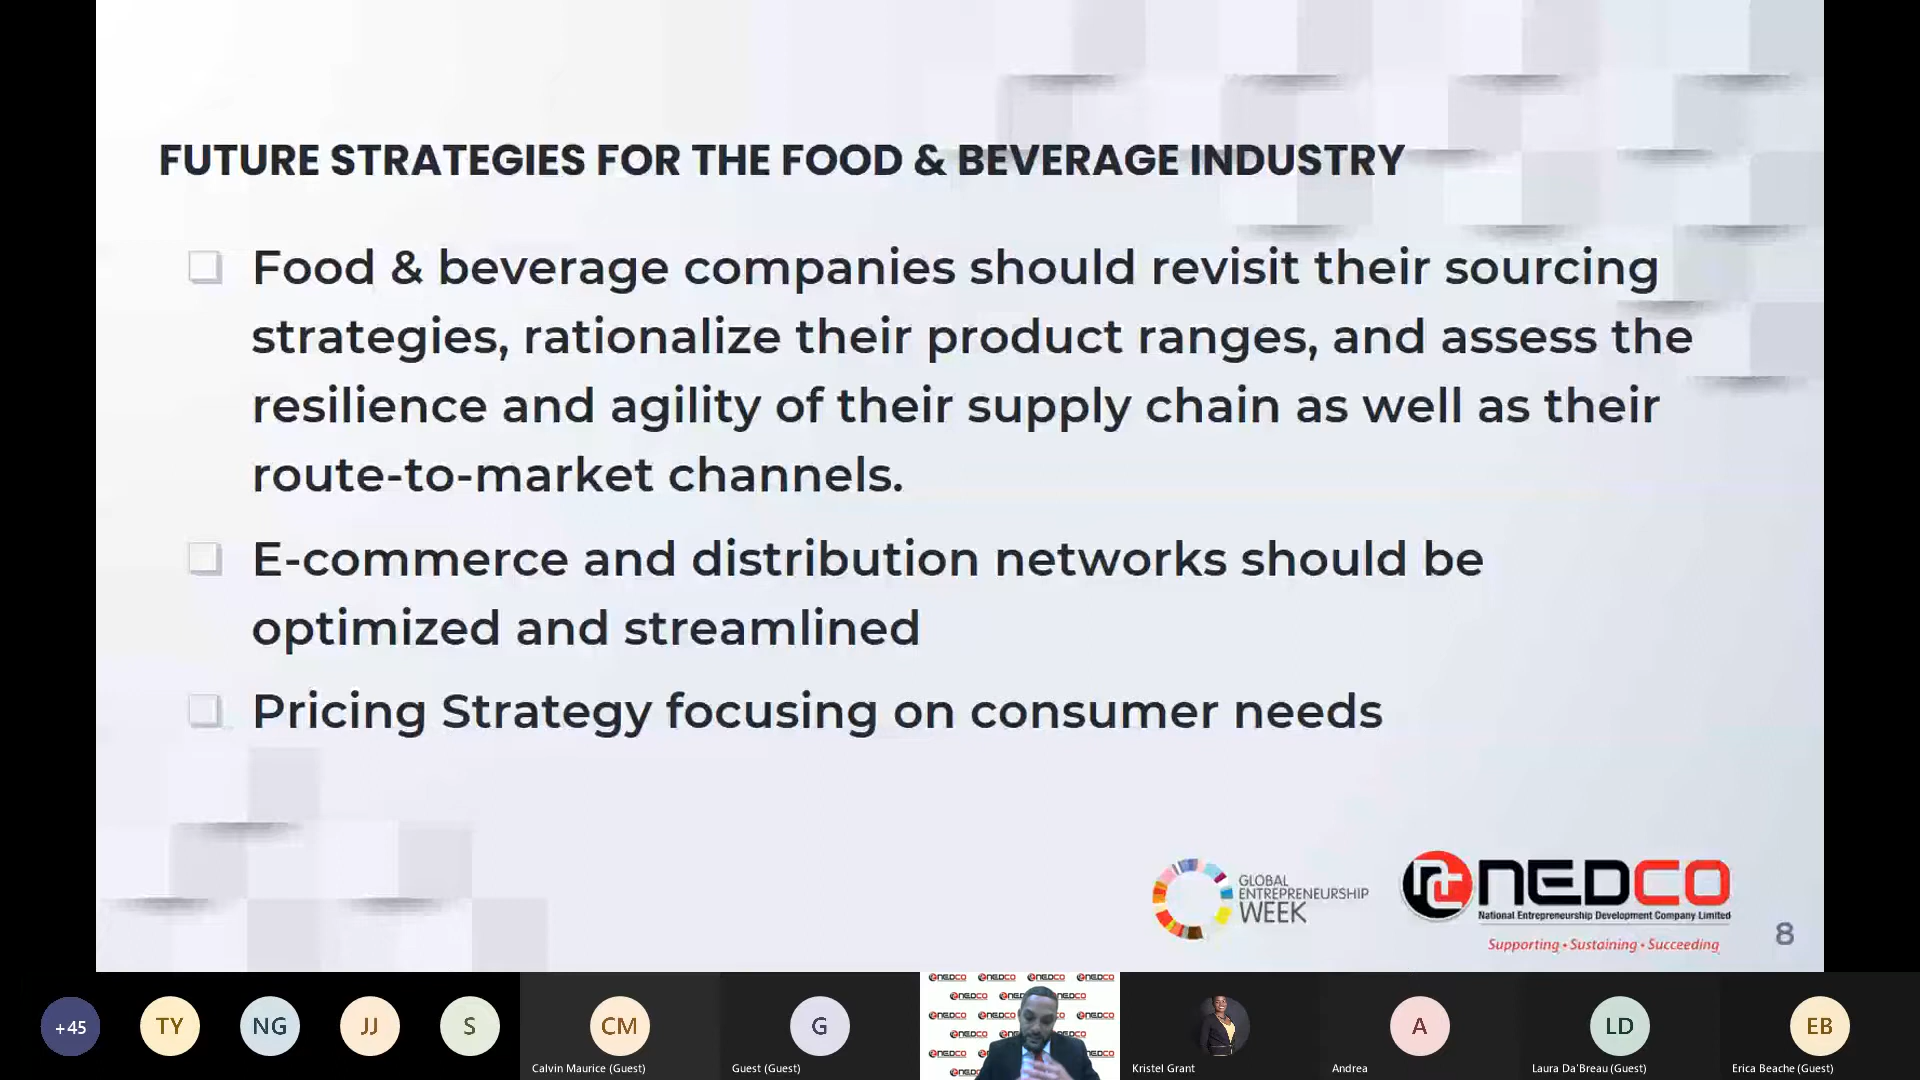 FUTURE STRATEGIES FOR THE FOOD & BEVERAGE INDUSTRY
Food & beverage companies should revisit their sourcing
strategies, rationalize their product ranges, and assess the
resilience and agility of their supply chain as well as their
route-to-market channels.
E-commerce and distribution networks should be
optimized and streamlined
Pricing Strategy focusing on consumer needs
GLOBAL
ENTREPRENEURSHIP
WEEK
NEDCO
National Entrepreneurship Development Company Limited
Supporting • Sustaining • Succeeding
8
+45
TY
NG
JJ
S
CM
Calvin Maurice (Guest)
G
Guest (Guest)
NEDCO NEDCO NEDCO NEDCO
Kristel Grant
A
Andrea
LD
Laura Da'Breau (Guest)
EB
Erica Beache (Guest)